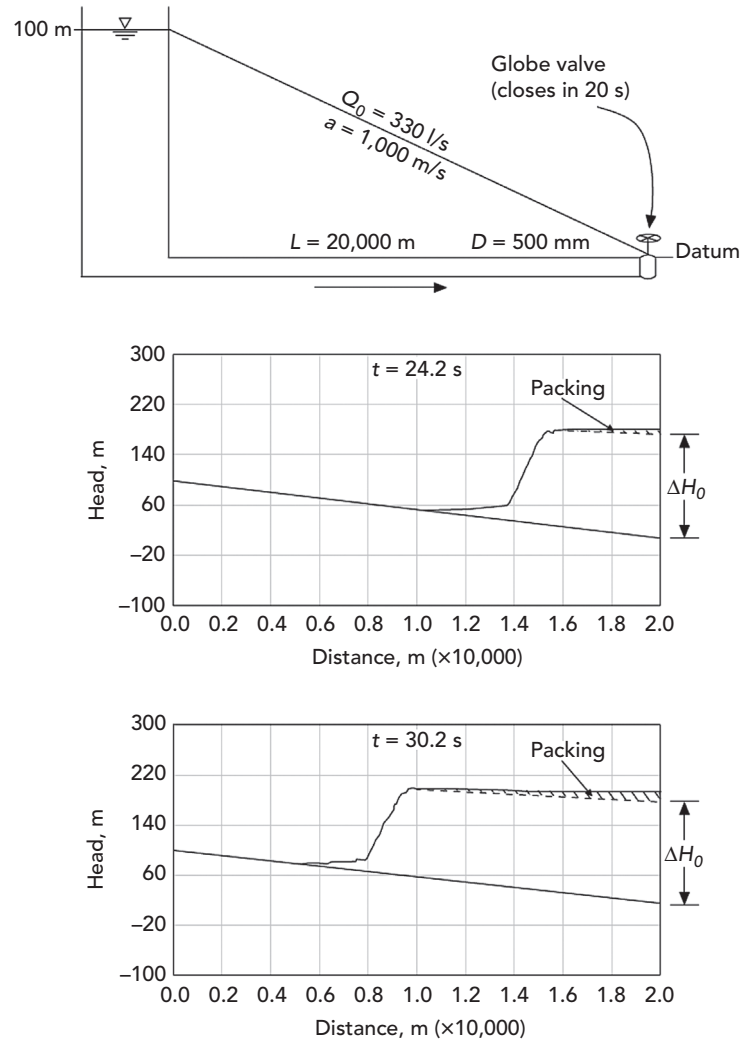 100 m
Globe valve
(closes in 20 s)
Q0 = 330 l/s
a = 1,000 m/s
L = 20,000 m D = 500 mm
Datum
300
220
140
60
–20
–100
Head, m
t = 24.2 s
Packing
ΔH0
0.0 0.2 0.4 0.6 0.8 1.0 1.2 1.4 1.6 1.8 2.0
Distance, m (×10,000)
300
220
140
60
–20
–100
Head, m
t = 30.2 s
Packing
ΔH0
0.0 0.2 0.4 0.6 0.8 1.0 1.2 1.4 1.6 1.8 2.0
Distance, m (×10,000)